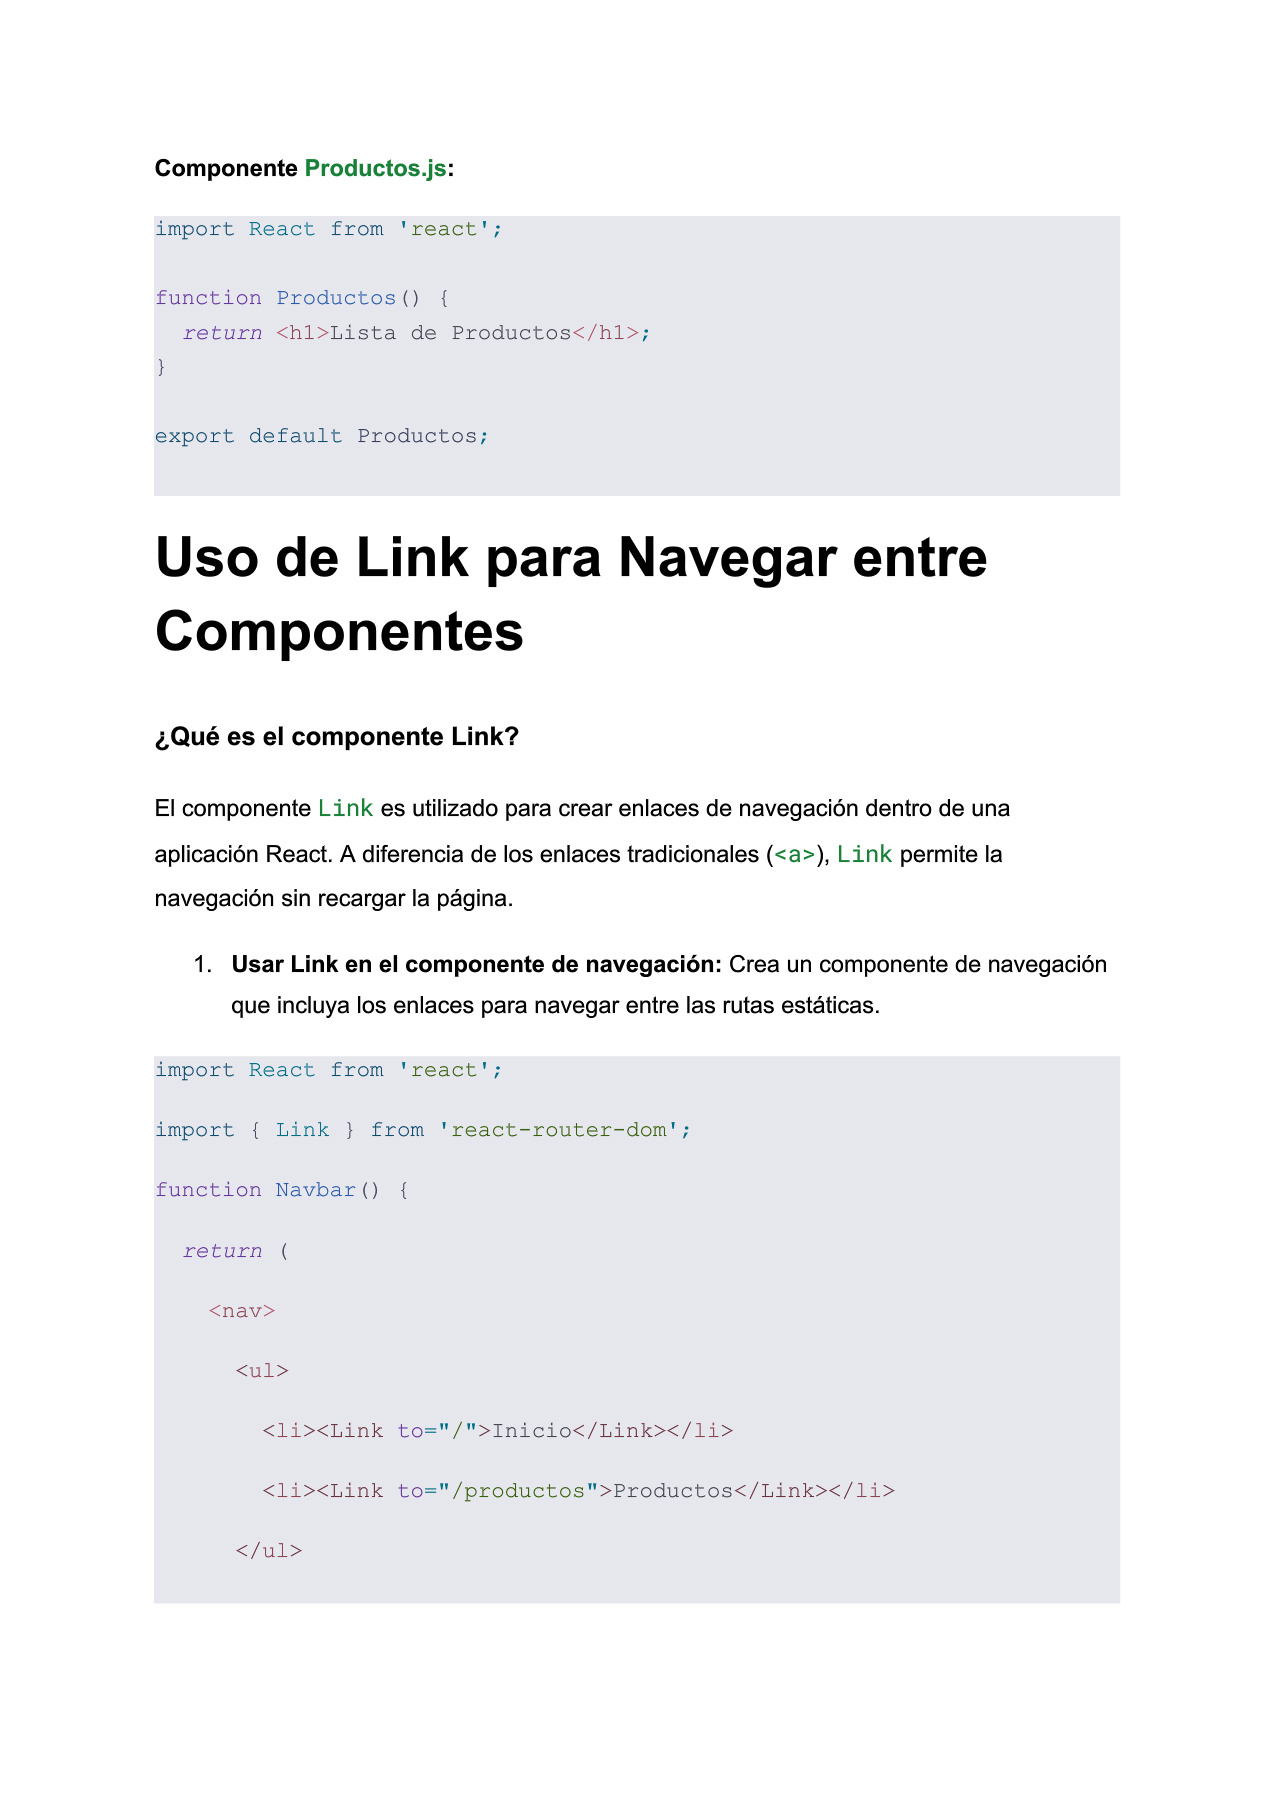 Componente Productos.js:
import React from 'react';
function Productos() {
  return <h1>Lista de Productos</h1>;
}
export default Productos;
Uso de Link para Navegar entre
Componentes
¿Qué es el componente Link?
El componente Link es utilizado para crear enlaces de navegación dentro de una
aplicación React. A diferencia de los enlaces tradicionales (<a>), Link permite la
navegación sin recargar la página.
1. Usar Link en el componente de navegación: Crea un componente de navegación
que incluya los enlaces para navegar entre las rutas estáticas.
import React from 'react';
import { Link } from 'react-router-dom';
function Navbar() {
  return (
    <nav>
      <ul>
        <li><Link to="/">Inicio</Link></li>
        <li><Link to="/productos">Productos</Link></li>
      </ul>